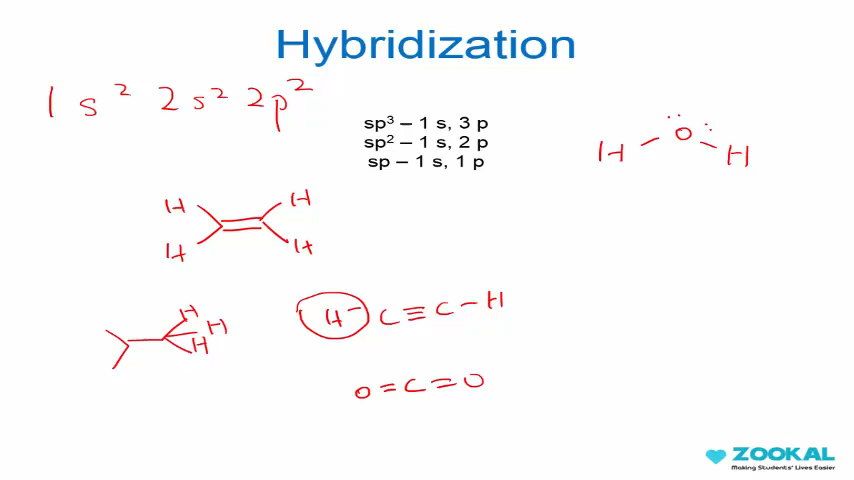 Hybridization
1s² 2s² 2p²
sp³ – 1 s, 3 p
sp² – 1 s, 2 p
sp – 1 s, 1 p
H – O – H
H H
H H
H
H
H
H – C ≡ C – H
O = C = O
ZOOKAL
Making Students' Lives Easier